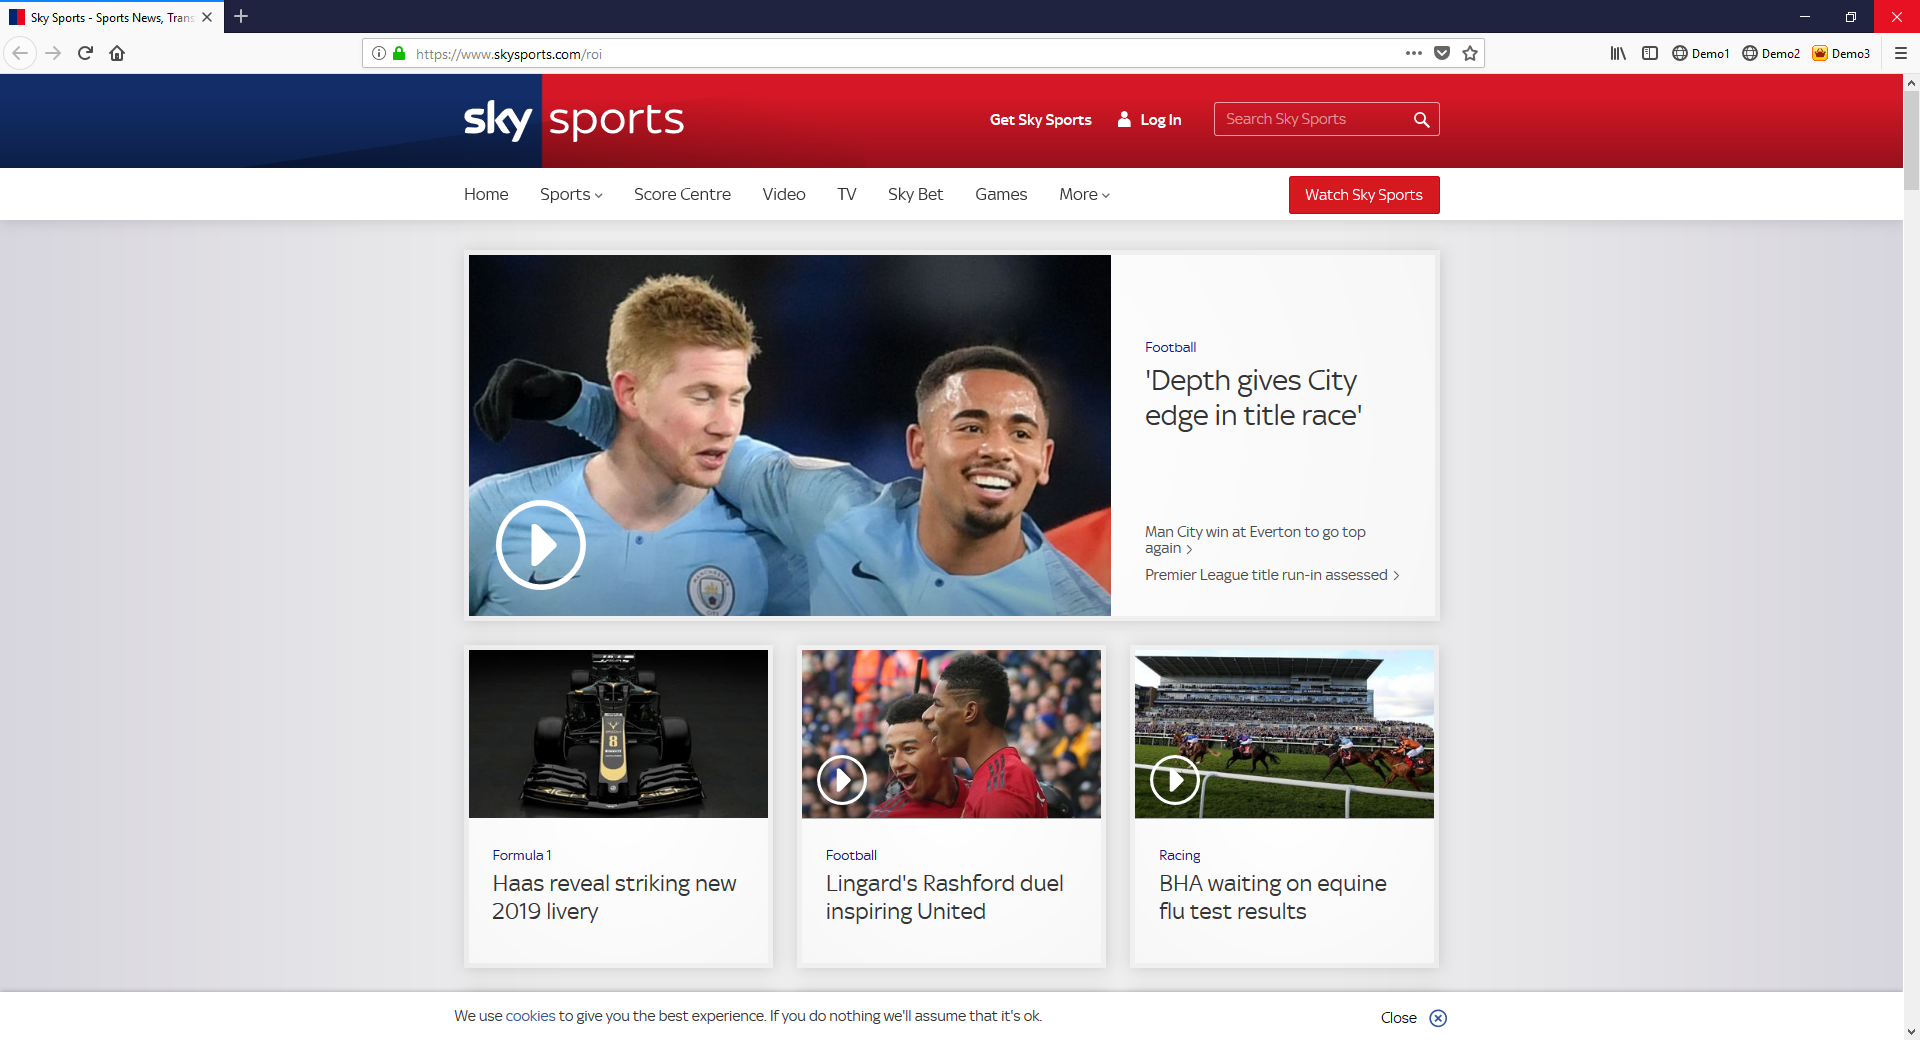 Sky Sports - Sports News, Trans
https://www.skysports.com/roi
Demo1
Demo2
Demo3
sky sports
Get Sky Sports
Log In
Search Sky Sports
Home
Sports
Score Centre
Video
TV
Sky Bet
Games
More
Watch Sky Sports
Football
'Depth gives City
edge in title race'
Man City win at Everton to go top
again
Premier League title run-in assessed
MANCHESTER
CITY
8
Formula 1
Haas reveal striking new
2019 livery
Football
Lingard's Rashford duel
inspiring United
Racing
BHA waiting on equine
flu test results
We use cookies to give you the best experience. If you do nothing we'll assume that it's ok.
Close